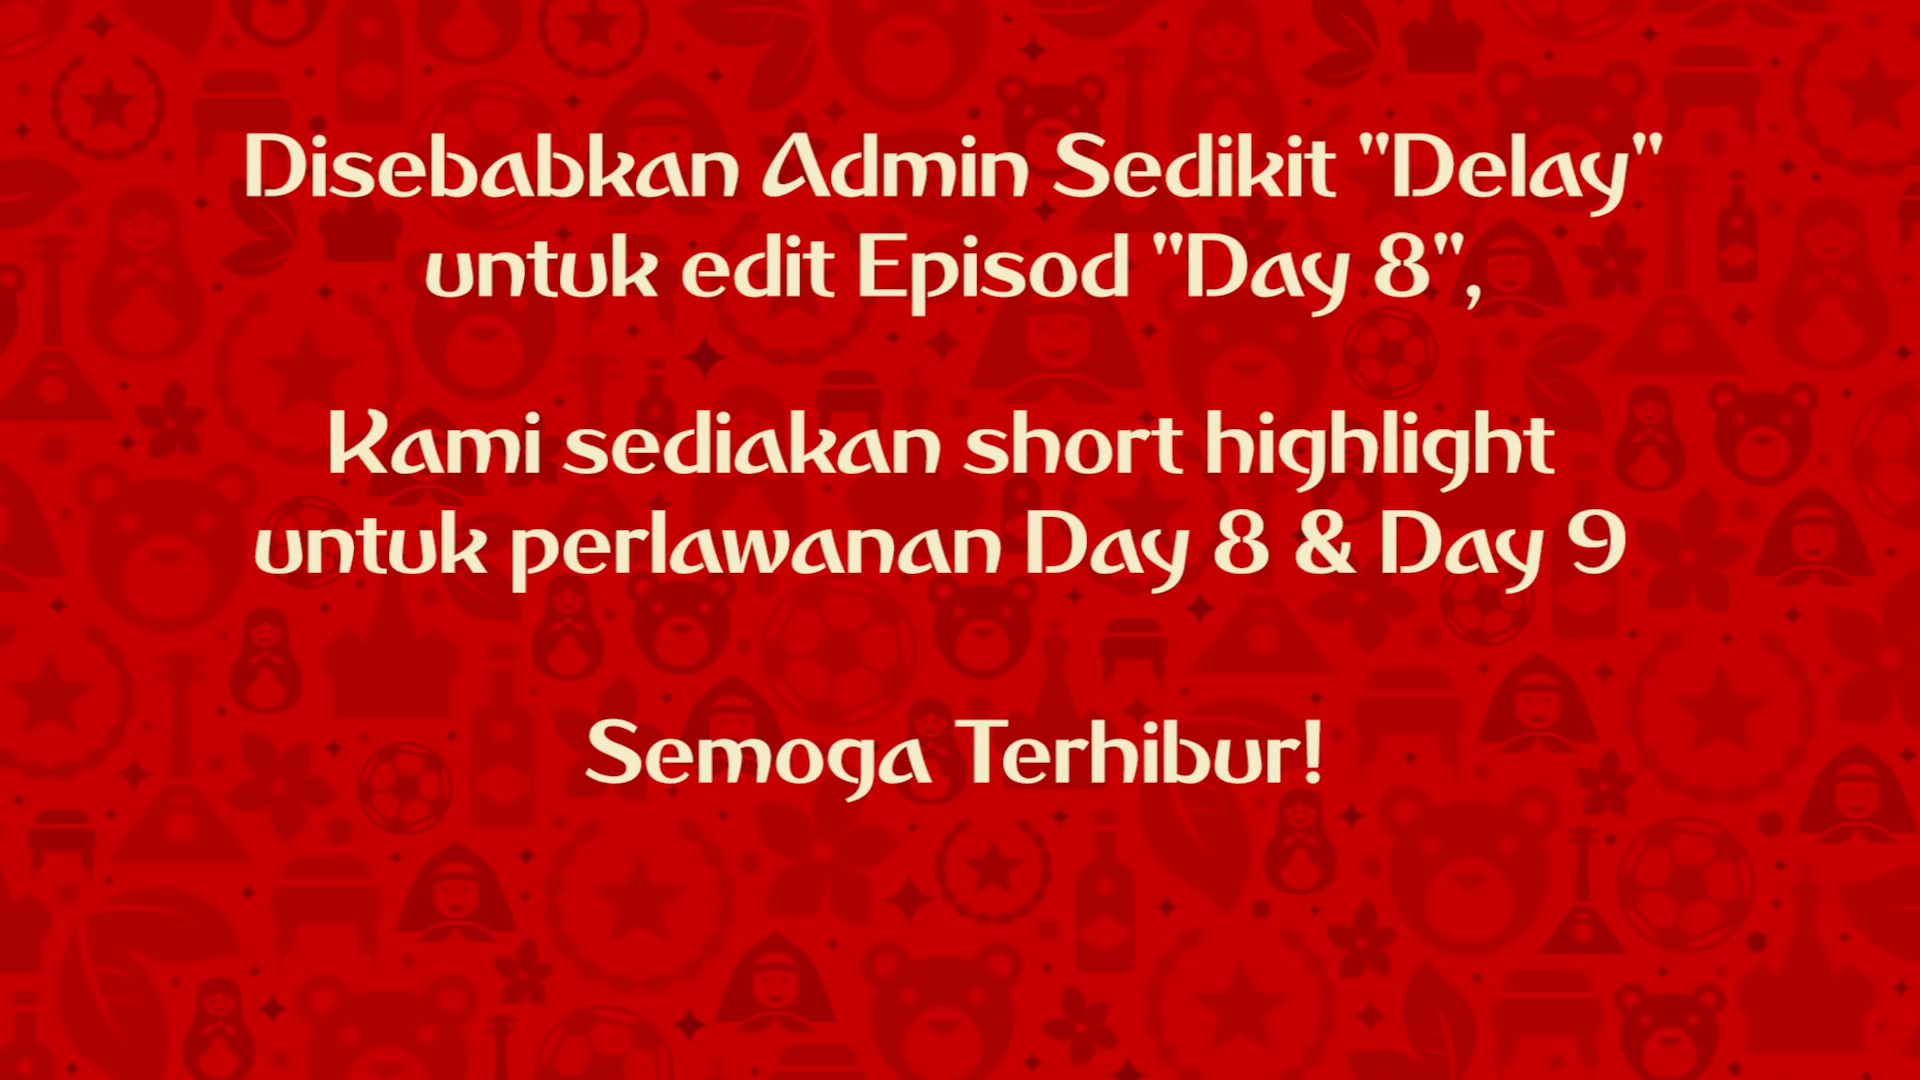 Disebabkan Admin Sedikit "Delay"
untuk edit Episod "Day 8",
Kami sediakan short highlight
untuk perlawanan Day 8 & Day 9
Semoga Terhibur!